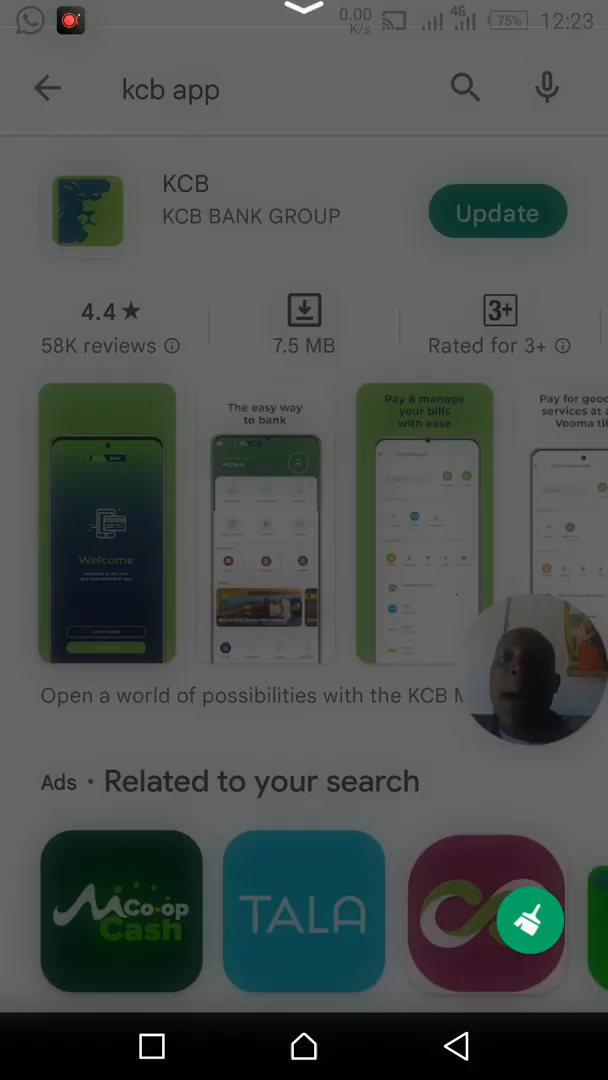 0.00
K/s
4G
75%
12:23
kcb app
KCB
KCB BANK GROUP
Update
4.4★
58K reviews
7.5 MB
3+
Rated for 3+
The easy way
to bank
Pay & manage
your bills
with ease
Pay for good
services at a
Vooma til
Welcome
Open a world of possibilities with the KCB M
Ads · Related to your search
MCo-op
Cash
TALA